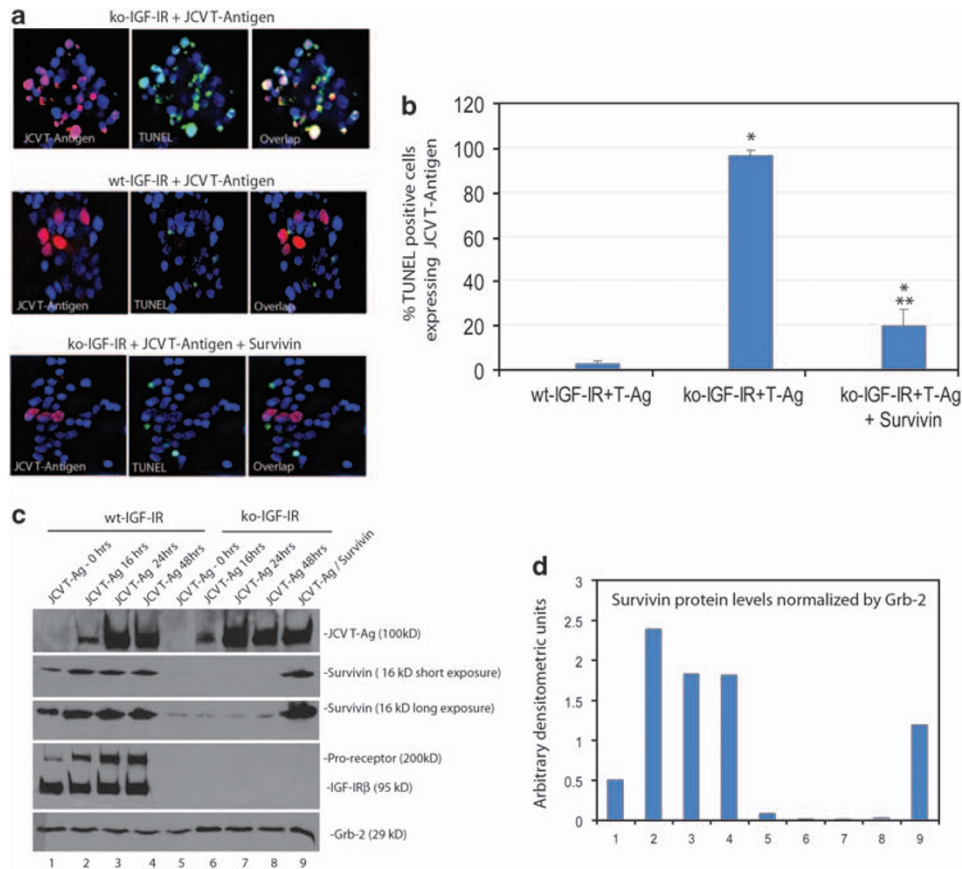 a
ko-IGF-IR + JCV T-Antigen
JCV T-Antigen
TUNEL
Overlap
wt-IGF-IR + JCV T-Antigen
JCV T-Antigen
TUNEL
Overlap
ko-IGF-IR + JCV T-Antigen + Survivin
JCV T-Antigen
TUNEL
Overlap
b
% TUNEL positive cells
expressing JCV T-Antigen
120
100
80
60
40
20
0
*
*
**
wt-IGF-IR+T-Ag
ko-IGF-IR+T-Ag
ko-IGF-IR+T-Ag
+ Survivin
c
wt-IGF-IR
ko-IGF-IR
JCV T-Ag - 0 hrs
JCV T-Ag 16 hrs
JCV T-Ag 24hrs
JCV T-Ag 48hrs
JCV T-Ag - 0 hrs
JCV T-Ag 16hrs
JCV T-Ag 24hrs
JCV T-Ag 48hrs
JCV T-Ag / Survivin
-JCV T-Ag (100kD)
-Survivin ( 16 kD short exposure)
-Survivin (16 kD long exposure)
-Pro-receptor (200kD)
-IGF-IRβ (95 kD)
-Grb-2 (29 kD)
1 2 3 4 5 6 7 8 9
d
Survivin protein levels normalized by Grb-2
Arbitrary densitometric units
3
2.5
2
1.5
1
0.5
0
1 2 3 4 5 6 7 8 9